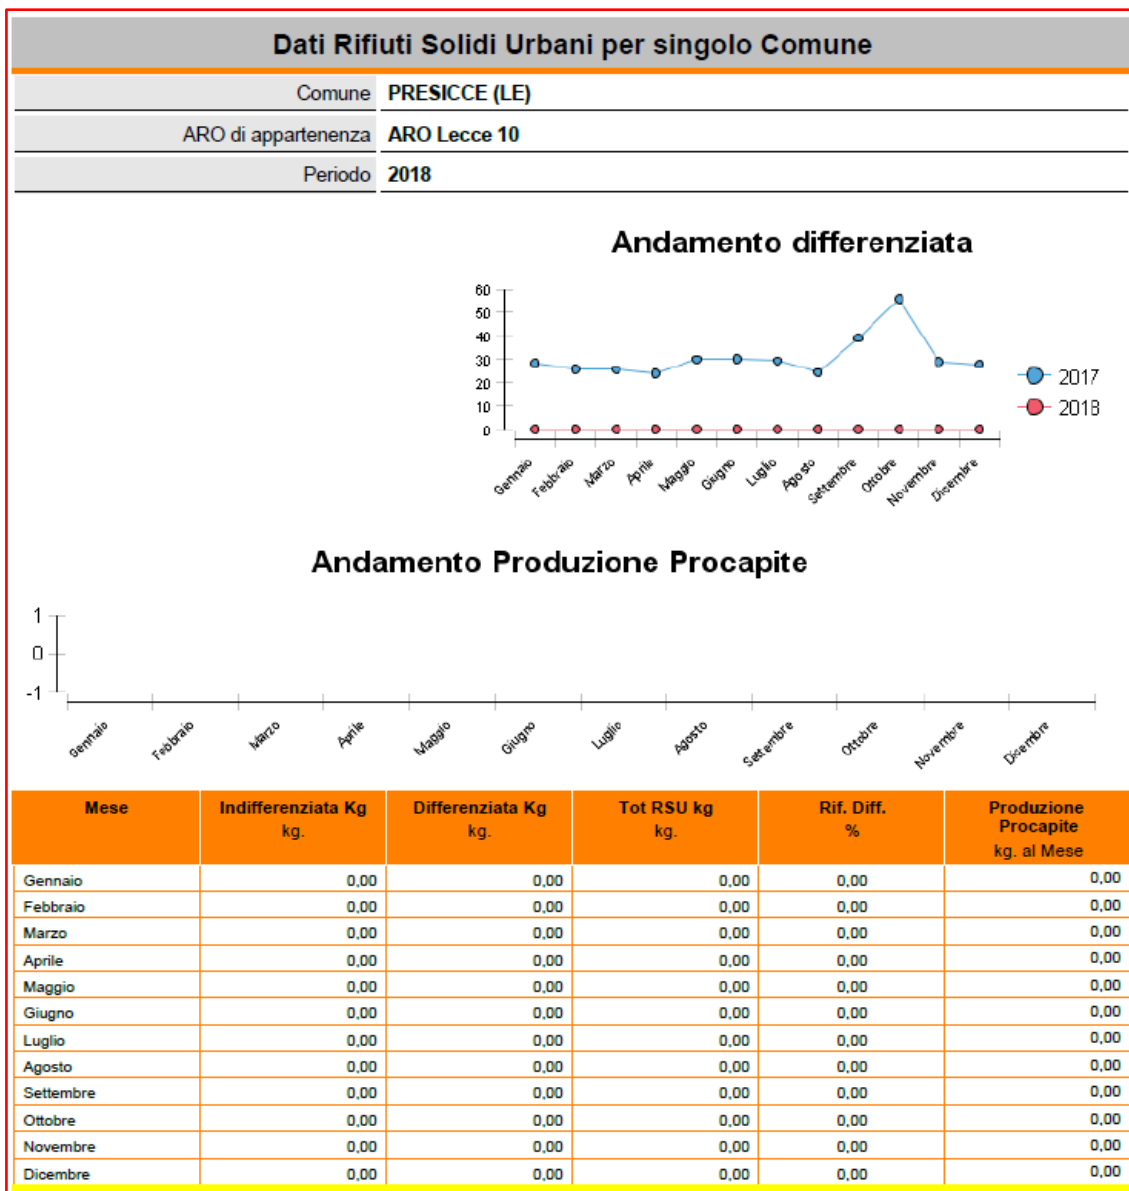 Dati Rifiuti Solidi Urbani per singolo Comune
Comune PRESICCE (LE)
ARO di appartenenza ARO Lecce 10
Periodo 2018
Andamento differenziata
60
50
40
30
20
10
0
2017
2018
Gennaio Febbraio Marzo Aprile Maggio Giugno Luglio Agosto Settembre Ottobre Novembre Dicembre
Andamento Produzione Procapite
1
0
-1
Gennaio Febbraio Marzo Aprile Maggio Giugno Luglio Agosto Settembre Ottobre Novembre Dicembre
Mese Indifferenziata Kg Differenziata Kg Tot RSU kg Rif. Diff. Produzione Procapite
kg. kg. kg. % kg. al Mese
Gennaio 0,00 0,00 0,00 0,00 0,00
Febbraio 0,00 0,00 0,00 0,00 0,00
Marzo 0,00 0,00 0,00 0,00 0,00
Aprile 0,00 0,00 0,00 0,00 0,00
Maggio 0,00 0,00 0,00 0,00 0,00
Giugno 0,00 0,00 0,00 0,00 0,00
Luglio 0,00 0,00 0,00 0,00 0,00
Agosto 0,00 0,00 0,00 0,00 0,00
Settembre 0,00 0,00 0,00 0,00 0,00
Ottobre 0,00 0,00 0,00 0,00 0,00
Novembre 0,00 0,00 0,00 0,00 0,00
Dicembre 0,00 0,00 0,00 0,00 0,00